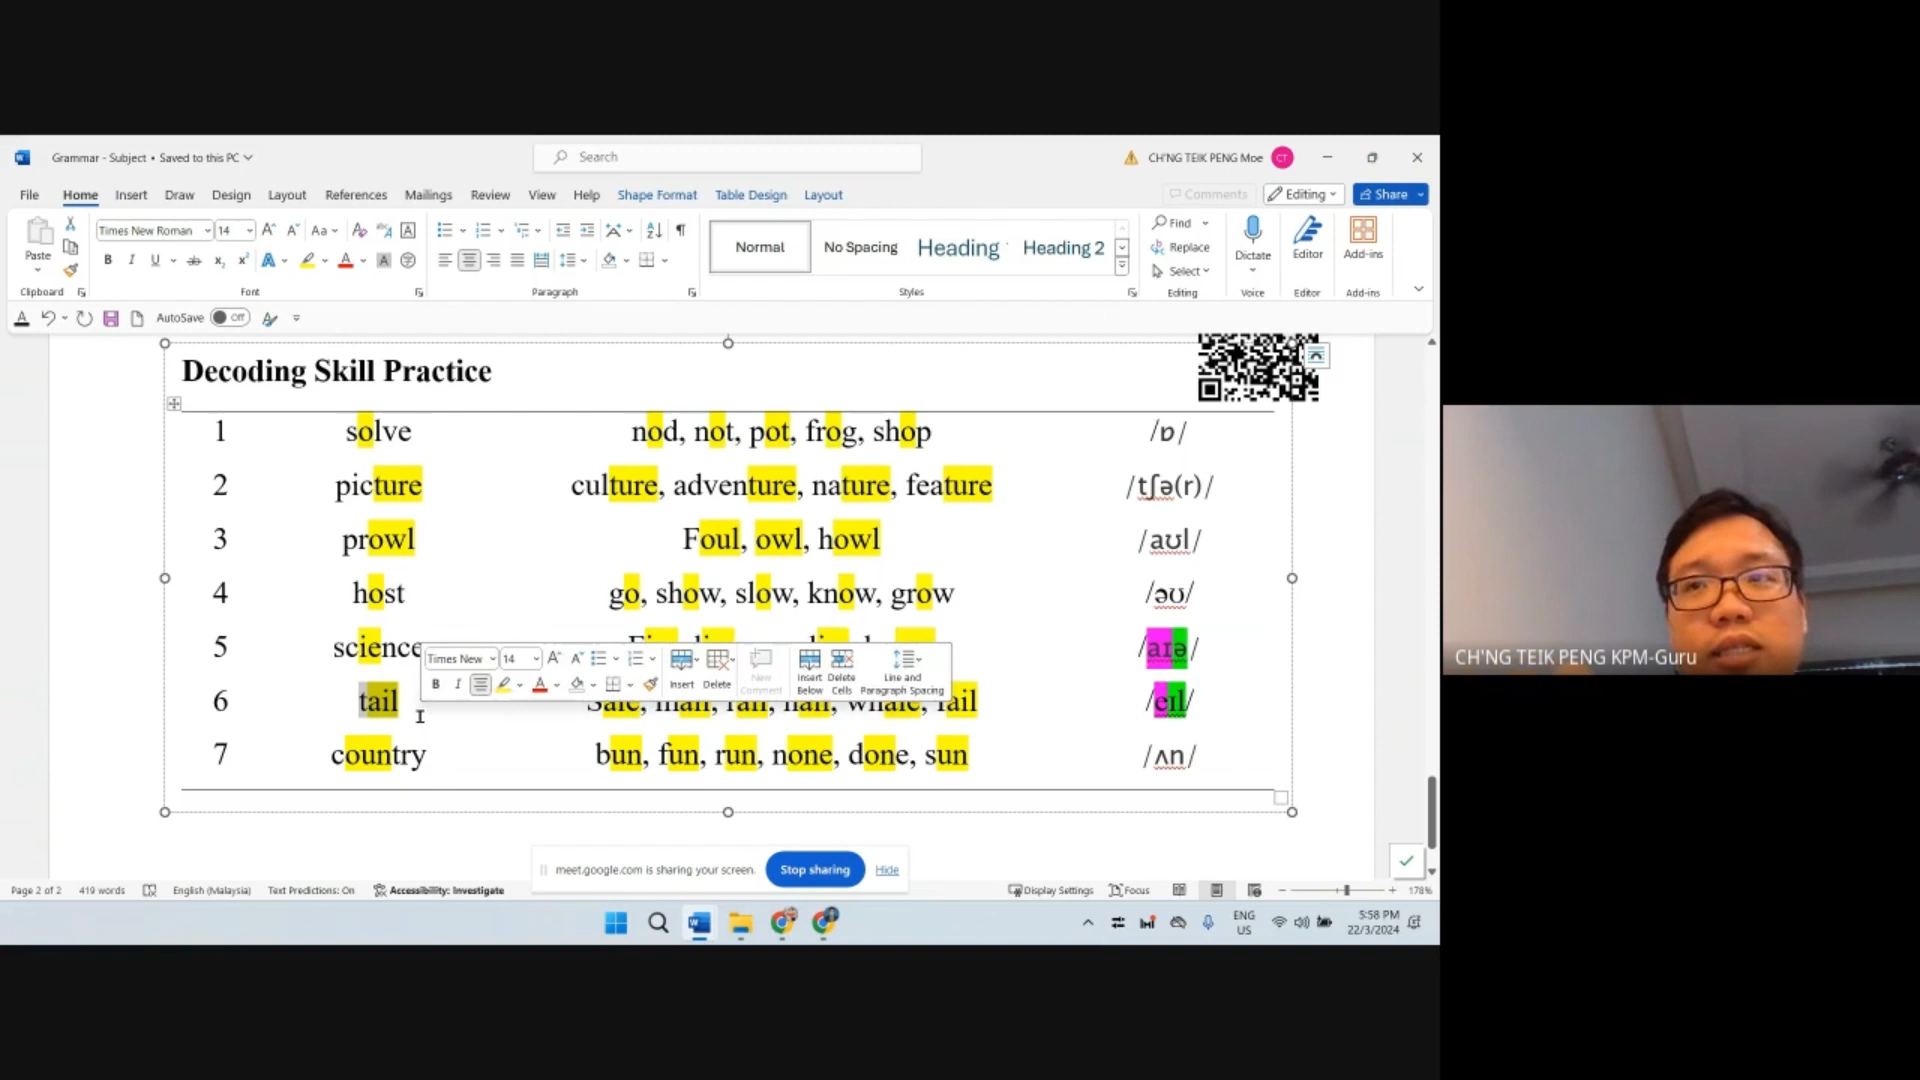 Grammar - Subject • Saved to this PC
Search
CH'NG TEIK PENG Moe
CT
File Home Insert Draw Design Layout References Mailings Review View Help Shape Format Table Design Layout
Comments Editing Share
Times New Roman 14 Aa
Paste
Normal No Spacing Heading Heading 2
Find
Replace
Select
Dictate Editor Add-ins
Clipboard Font Paragraph Styles Editing Voice Editor Add-ins
AutoSave Off
Decoding Skill Practice
1 solve nod, not, pot, frog, shop /ɒ/
2 picture culture, adventure, nature, feature /tʃə(r)/
3 prowl Foul, owl, howl /aʊl/
4 host go, show, slow, know, grow /əʊ/
5 science /aɪə/
Times New 14
Insert Delete New Comment Insert Below Delete Cells Line and Paragraph Spacing
6 tail fail /eɪl/
7 country bun, fun, run, none, done, sun /ʌn/
meet.google.com is sharing your screen. Stop sharing Hide
Page 2 of 2 419 words English (Malaysia) Text Predictions: On Accessibility: Investigate Display Settings Focus 178%
ENG US
5:58 PM
22/3/2024
CH'NG TEIK PENG KPM-Guru